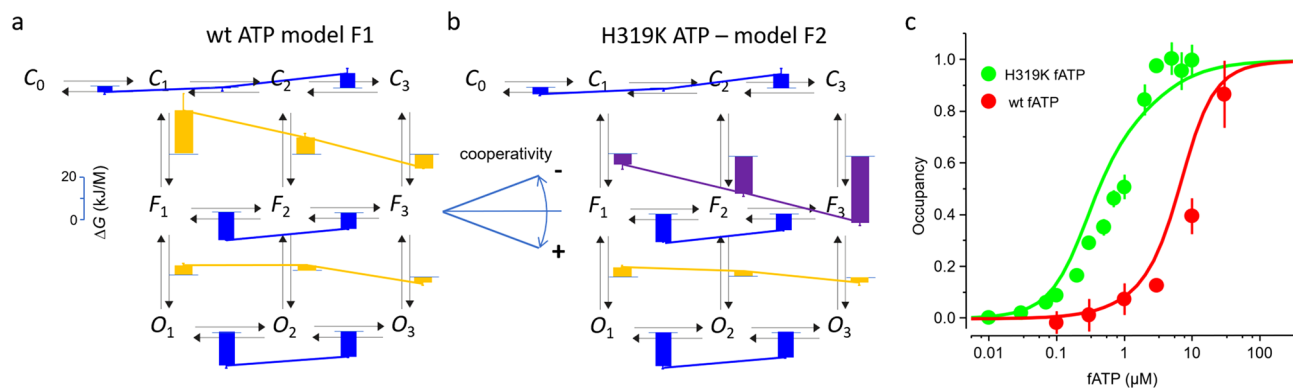 a
wt ATP model F1
C0 C1 C2 C3
20
0
ΔG (kJ/M)
F1 F2 F3
O1 O2 O3
b
H319K ATP – model F2
C0 C1 C2 C3
cooperativity
-
+
F1 F2 F3
O1 O2 O3
c
H319K fATP
wt fATP
Occupancy
1.0
0.8
0.6
0.4
0.2
0.0
0.01 0.1 1 10 100
fATP (µM)